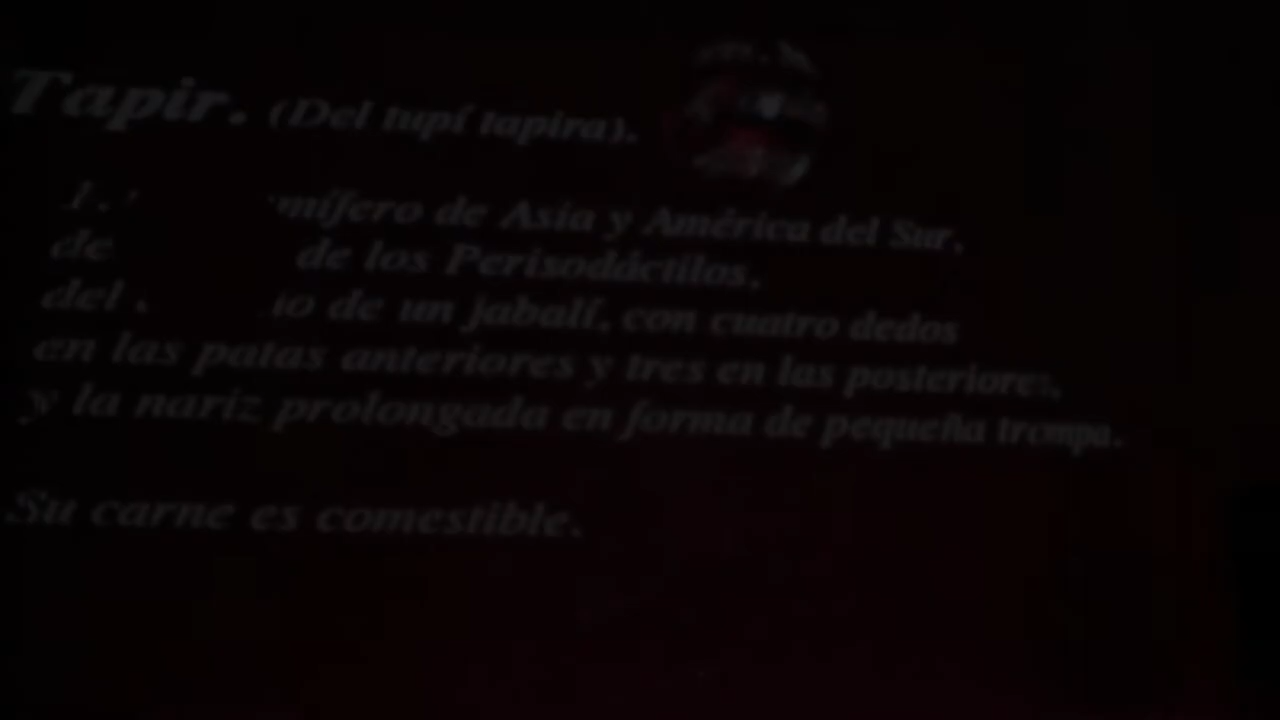 Tapir. (Del tupí tapira).
1. mífero de Asia y América del Sur,
de de los Perisodáctilos,
del de un jabalí, con cuatro dedos
en las patas anteriores y tres en las posteriores,
y la nariz prolongada en forma de pequeña trompa.
Su carne es comestible.